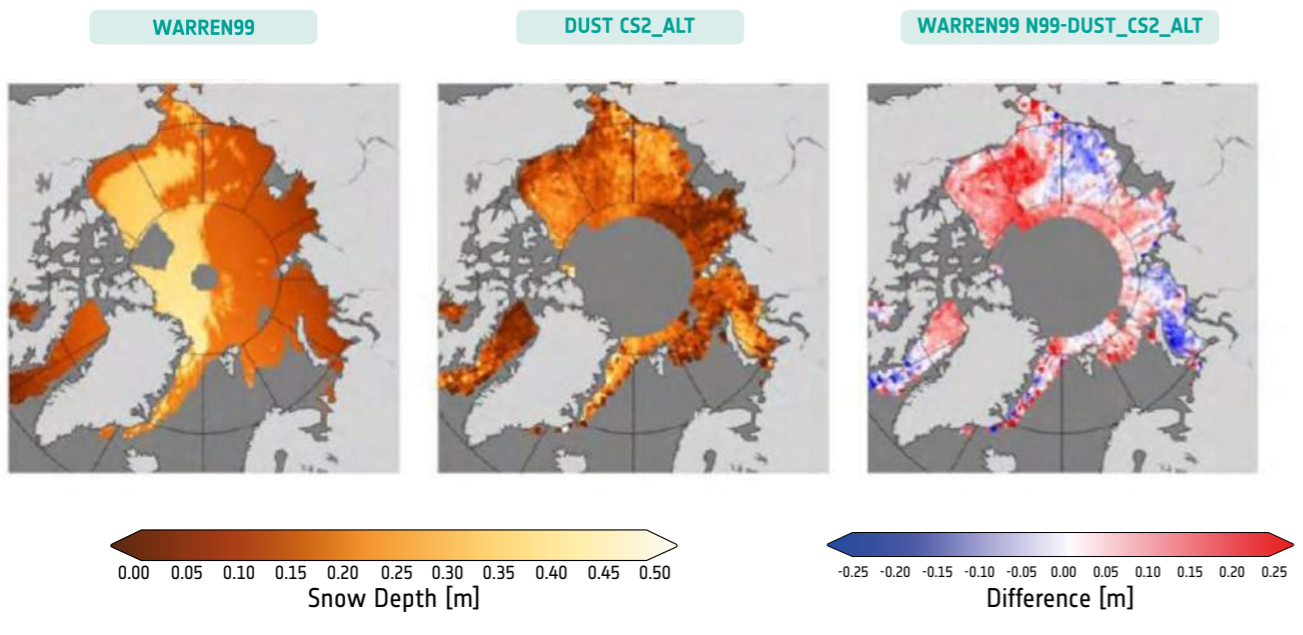 WARREN99
DUST CS2_ALT
WARREN99 N99-DUST_CS2_ALT
0.00 0.05 0.10 0.15 0.20 0.25 0.30 0.35 0.40 0.45 0.50
Snow Depth [m]
-0.25 -0.20 -0.15 -0.10 -0.05 0.00 0.05 0.10 0.15 0.20 0.25
Difference [m]